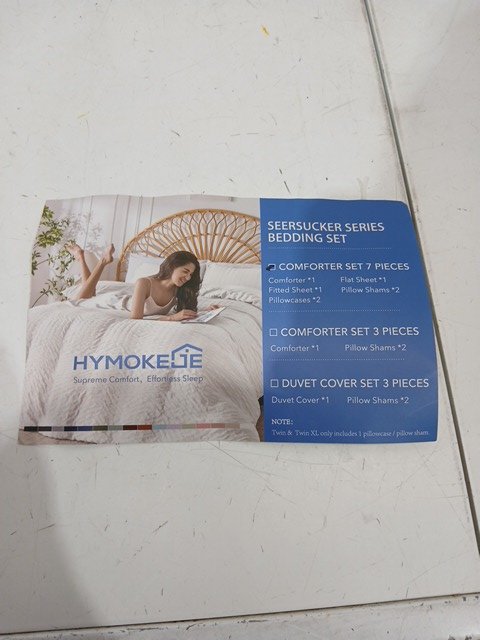 SEERSUCKER SERIES
BEDDING SET
COMFORTER SET 7 PIECES
Comforter *1 Flat Sheet *1
Fitted Sheet *1 Pillow Shams *2
Pillowcases *2
COMFORTER SET 3 PIECES
Comforter *1 Pillow Shams *2
DUVET COVER SET 3 PIECES
Duvet Cover *1 Pillow Shams *2
NOTE:
Twin & Twin XL only includes 1 pillowcase / pillow sham.
HYMOKEJE
Supreme Comfort, Effortless Sleep